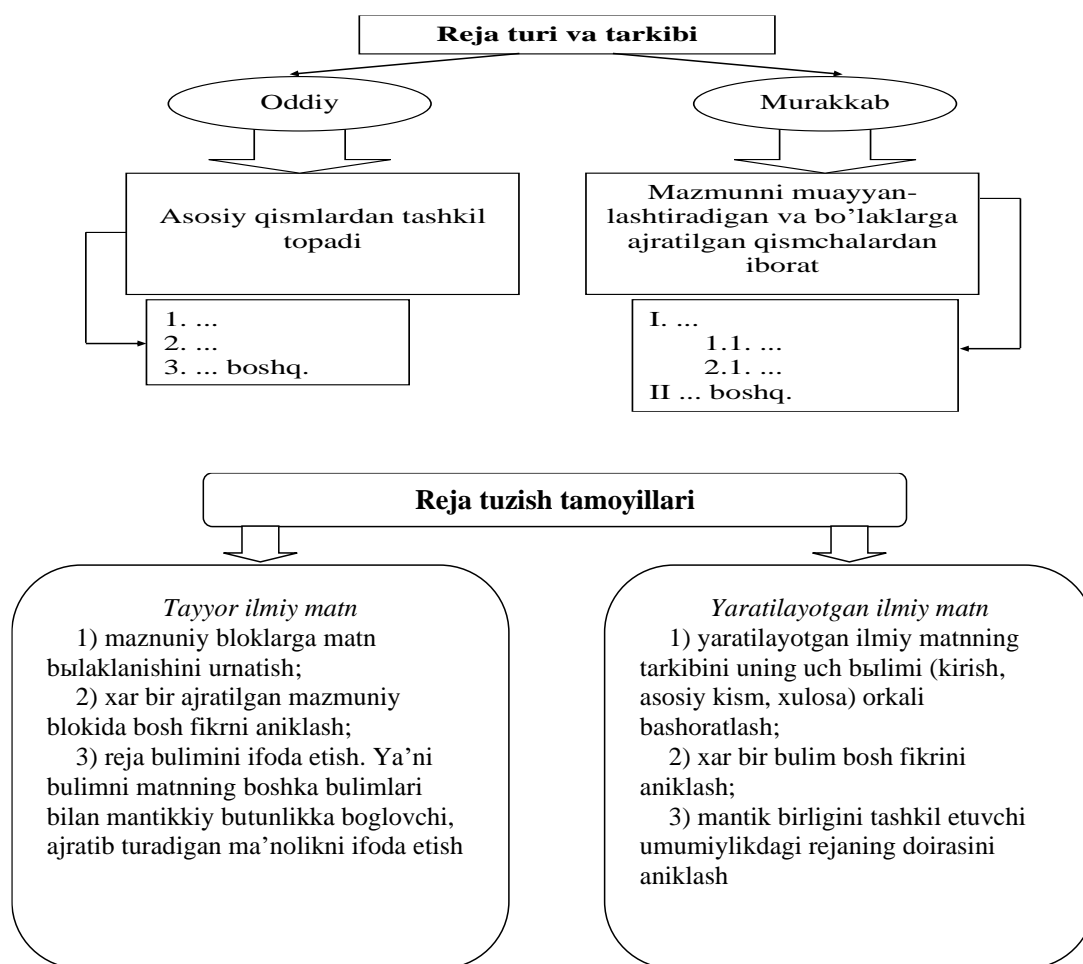 Reja turi va tarkibi
Oddiy
Murakkab
Asosiy qismlardan tashkil
topadi
Mazmunni muayyan-
lashtiradigan va bo’laklarga
ajratilgan qismchalardan
iborat
1. ...
2. ...
3. ... boshq.
I. ...
1.1. ...
2.1. ...
II ... boshq.
Reja tuzish tamoyillari
Tayyor ilmiy matn
1) maznuniy bloklarga matn
bыlaklanishini urnatish;
2) xar bir ajratilgan mazmuniy
blokida bosh fikrni aniklash;
3) reja bulimini ifoda etish. Ya’ni
bulimni matnning boshka bulimlari
bilan mantikkiy butunlikka boglovchi,
ajratib turadigan ma’nolikni ifoda etish
Yaratilayotgan ilmiy matn
1) yaratilayotgan ilmiy matnning
tarkibini uning uch bыlimi (kirish,
asosiy kism, xulosa) orkali
bashoratlash;
2) xar bir bulim bosh fikrini
aniklash;
3) mantik birligini tashkil etuvchi
umumiylikdagi rejaning doirasini
aniklash